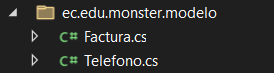 ec.edu.monster.modelo
C# Factura.cs
C# Telefono.cs